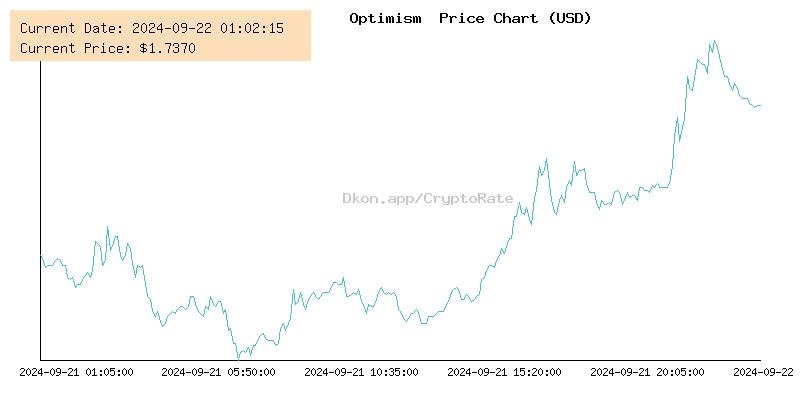 Optimism  Price Chart (USD)
Current Date: 2024-09-22 01:02:15
Current Price: $1.7370
Dkon.app/CryptoRate
2024-09-21 01:05:00 2024-09-21 05:50:00 2024-09-21 10:35:00 2024-09-21 15:20:00 2024-09-21 20:05:00 2024-09-22